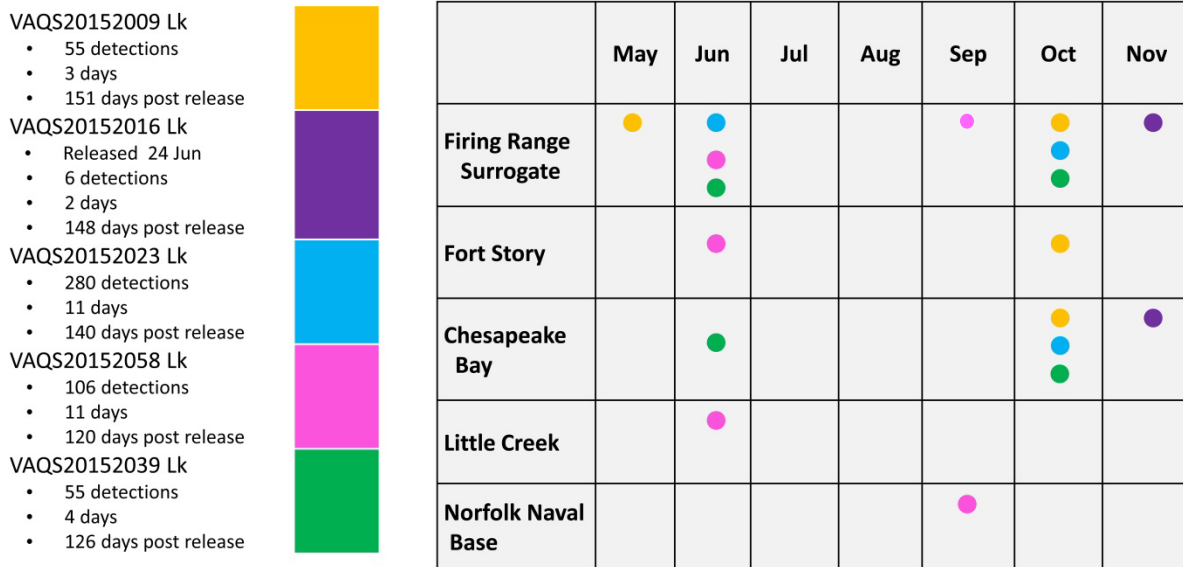 VAQS20152009 Lk
• 55 detections
• 3 days
• 151 days post release
VAQS20152016 Lk
• Released 24 Jun
• 6 detections
• 2 days
• 148 days post release
VAQS20152023 Lk
• 280 detections
• 11 days
• 140 days post release
VAQS20152058 Lk
• 106 detections
• 11 days
• 120 days post release
VAQS20152039 Lk
• 55 detections
• 4 days
• 126 days post release
May Jun Jul Aug Sep Oct Nov
Firing Range
Surrogate
Fort Story
Chesapeake
Bay
Little Creek
Norfolk Naval
Base